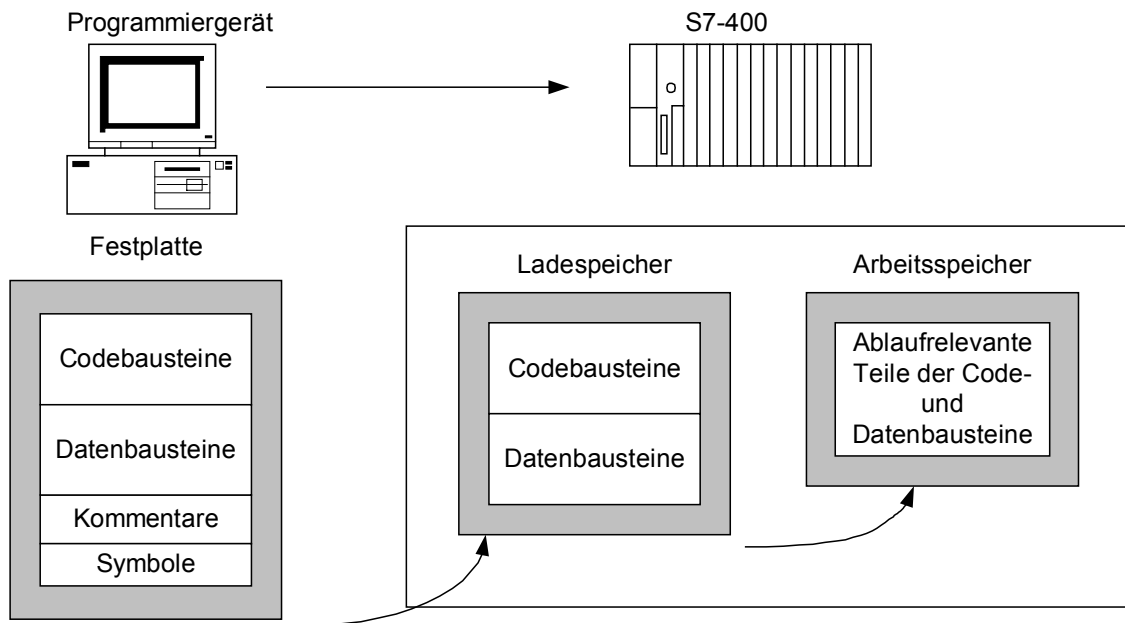 Programmiergerät
S7-400
Festplatte
Codebausteine
Datenbausteine
Kommentare
Symbole
Ladespeicher
Codebausteine
Datenbausteine
Arbeitsspeicher
Ablaufrelevante
Teile der Code-
und
Datenbausteine